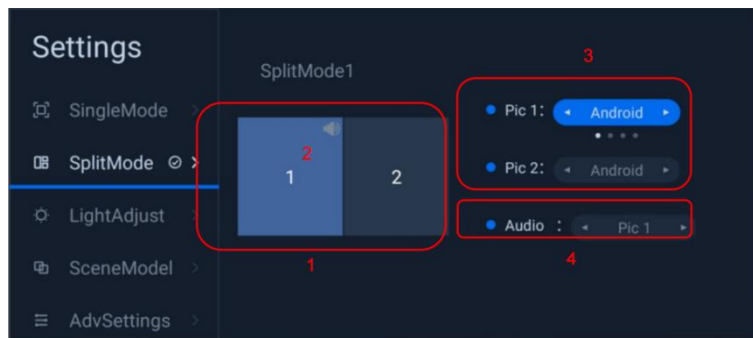 Settings
SingleMode
SplitMode
LightAdjust
SceneModel
AdvSettings
SplitMode1
1
2
2
1
3
Pic 1: Android
Pic 2: Android
Audio : Pic 1
4